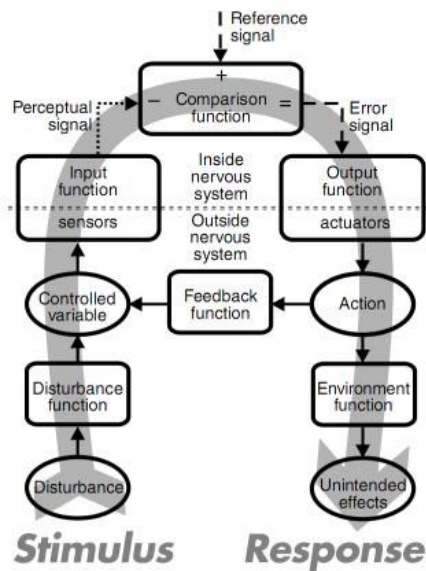 Reference
signal
+
Perceptual
signal
− Comparison =
function
Error
signal
Input
function
sensors
Inside
nervous
system
Outside
nervous
system
Output
function
actuators
Controlled
variable
Feedback
function
Action
Disturbance
function
Environment
function
Disturbance
Unintended
effects
Stimulus Response